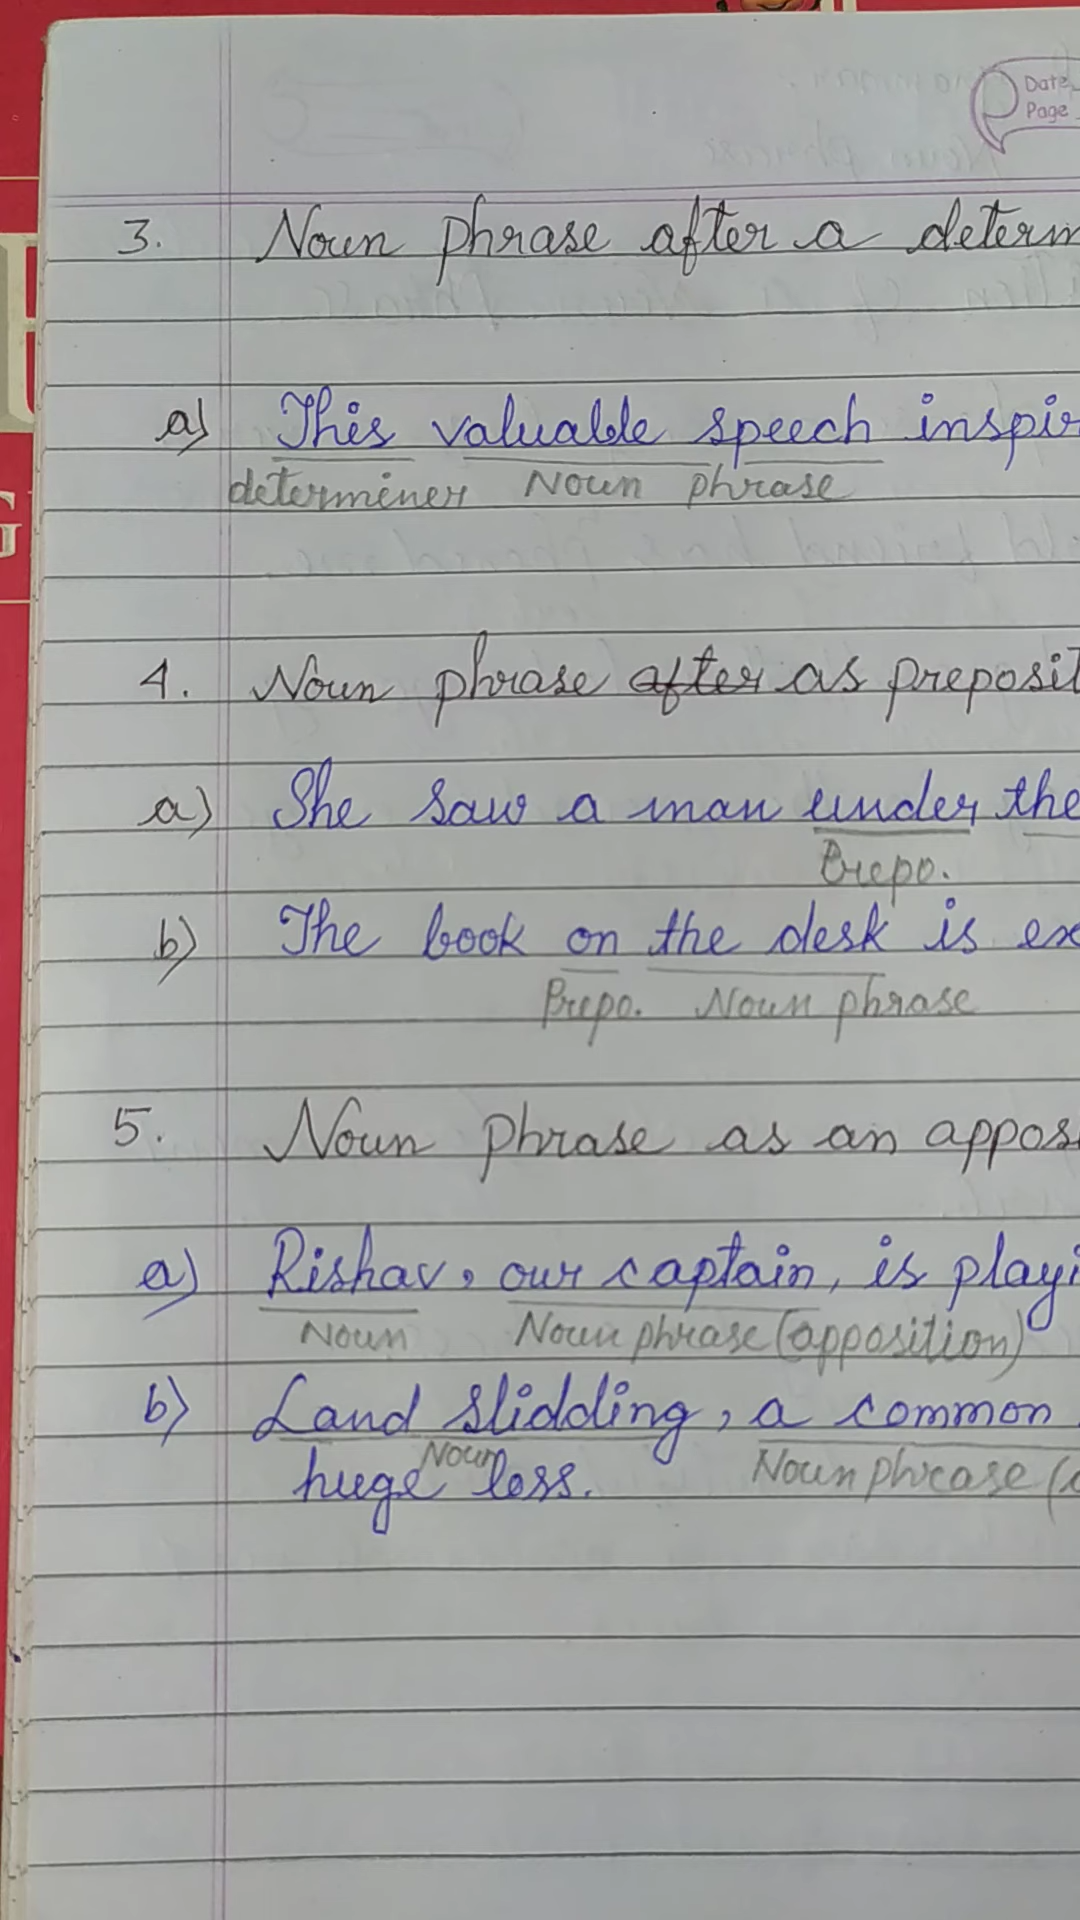 Date
Page
3. Noun phrase after a determ
a) This valuable speech inspir
determiner Noun phrase
4. Noun phrase after as preposit
a) She saw a man under the
Prepo.
b) The book on the desk is ex
Prepo. Noun phrase
5. Noun phrase as an appos
a) Rishav, our captain, is playi
Noun Noun phrase (opposition)
b) Land slidding, a common
Noun Noun phrase (
huge loss.